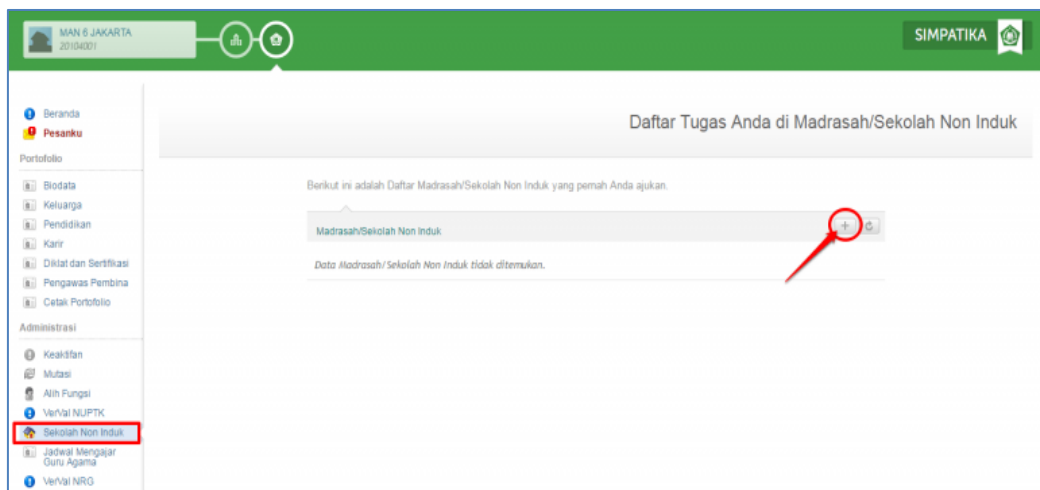 MAN 6 JAKARTA
20104001
SIMPATIKA
Beranda
Pesanku
Portofolio
Biodata
Keluarga
Pendidikan
Karir
Diklat dan Sertifikasi
Pengawas Pembina
Cetak Portofolio
Administrasi
Keaktifan
Mutasi
Alih Fungsi
VerVal NUPTK
Sekolah Non Induk
Jadwal Mengajar
Guru Agama
VerVal NRG
Daftar Tugas Anda di Madrasah/Sekolah Non Induk
Berikut ini adalah Daftar Madrasah/Sekolah Non Induk yang pernah Anda ajukan.
Madrasah/Sekolah Non Induk
Data Madrasah/Sekolah Non Induk tidak ditemukan.